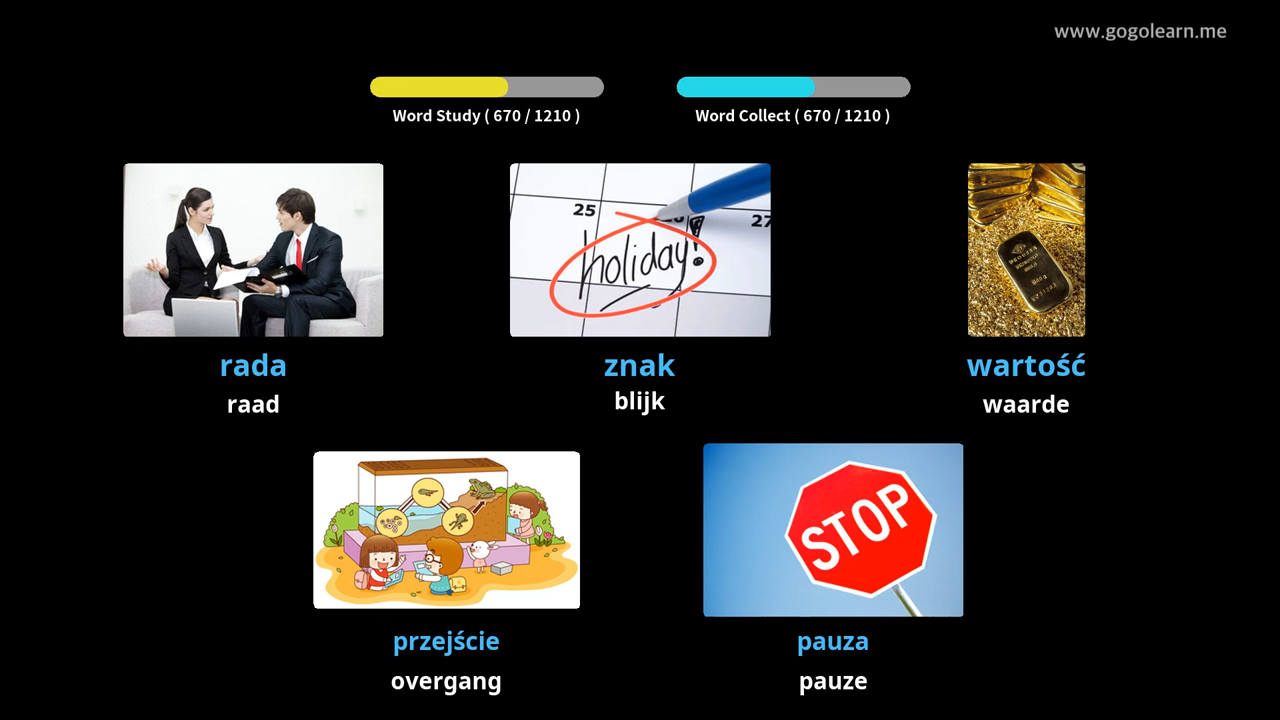 www.gogolearn.me
Word Study ( 670 / 1210 )
Word Collect ( 670 / 1210 )
25
27
holiday!
rada
raad
znak
blijk
wartość
waarde
STOP
przejście
overgang
pauza
pauze